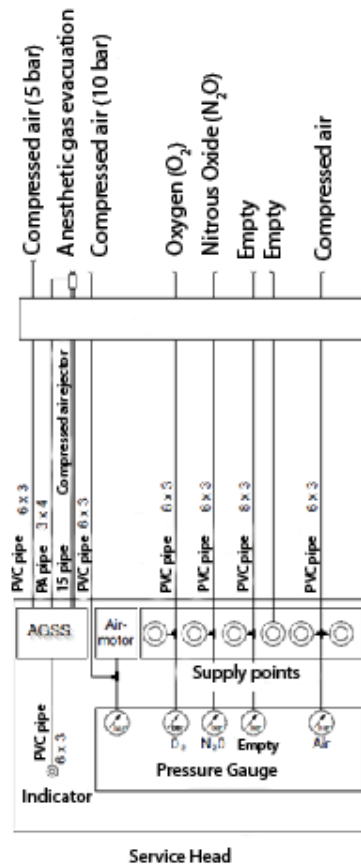 Compressed air (5 bar)
Anesthetic gas evacuation
Compressed air (10 bar)
Oxygen (O₂)
Nitrous Oxide (N₂O)
Empty
Empty
Compressed air
PVC pipe 6 x 3
PA pipe 3 x 4
15 pipe
Compressed air ejector
PVC pipe 6 x 3
PVC pipe 6 x 3
PVC pipe 6 x 3
PVC pipe 6 x 3
PVC pipe 6 x 3
AGSS
Air-
motor
Supply points
PVC pipe
6 x 3
O₂
N₂O
Empty
Air
Pressure Gauge
Indicator
Service Head